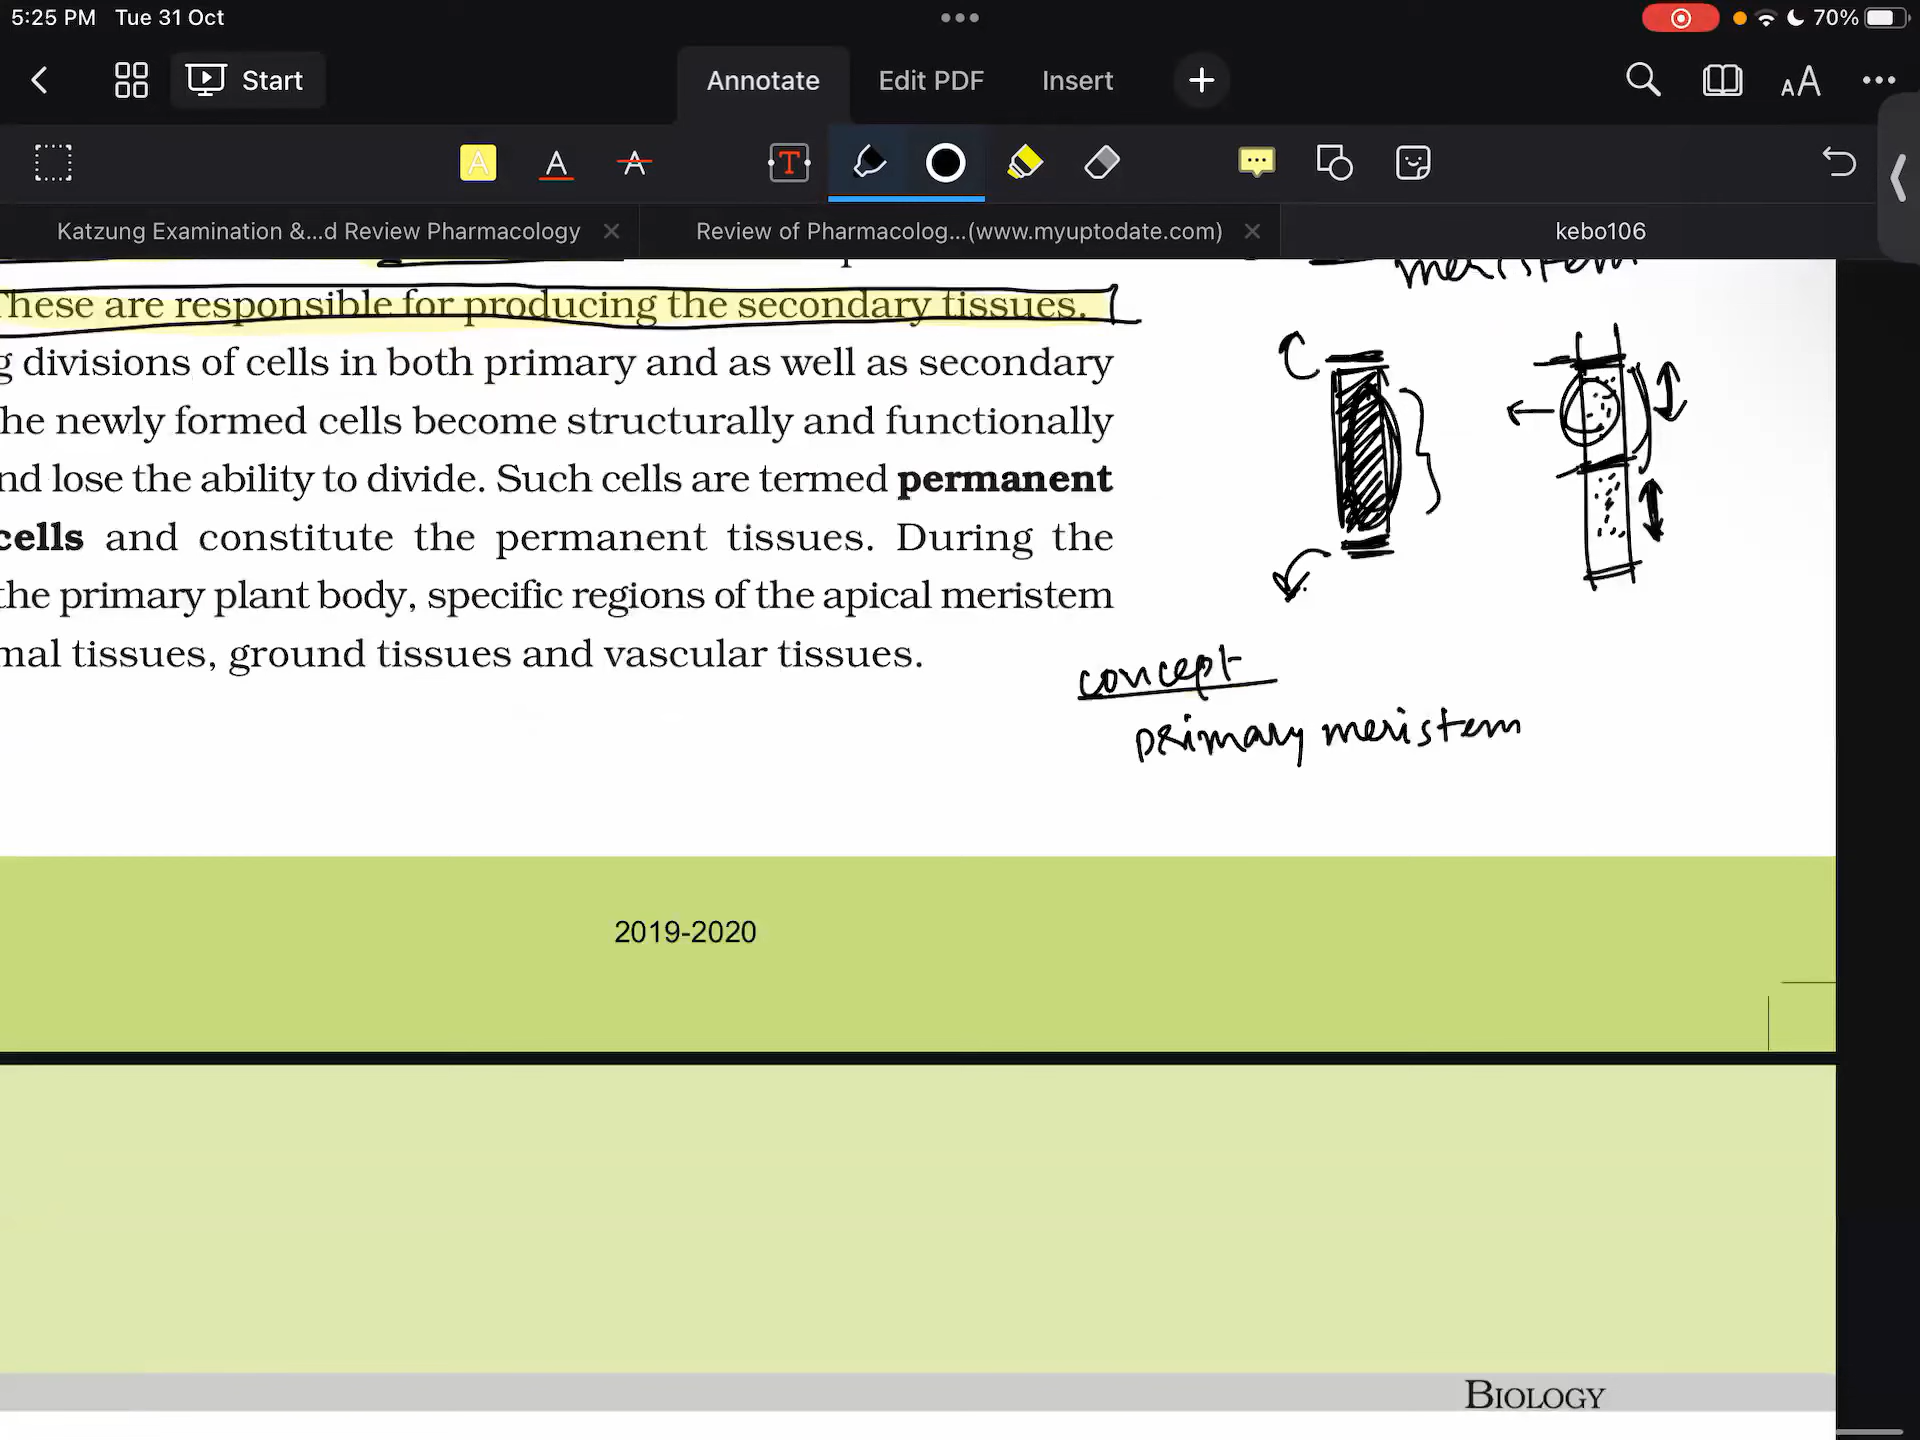 5:25 PM Tue 31 Oct
70%
Start
Annotate
Edit PDF
Insert
AA
A A A T
Katzung Examination &...d Review Pharmacology
Review of Pharmacolog...(www.myuptodate.com)
kebo106
meristem
These are responsible for producing the secondary tissues.
g divisions of cells in both primary and as well as secondary
he newly formed cells become structurally and functionally
nd lose the ability to divide. Such cells are termed permanent
cells and constitute the permanent tissues. During the
the primary plant body, specific regions of the apical meristem
mal tissues, ground tissues and vascular tissues.
concept
primary meristem
2019-2020
BIOLOGY